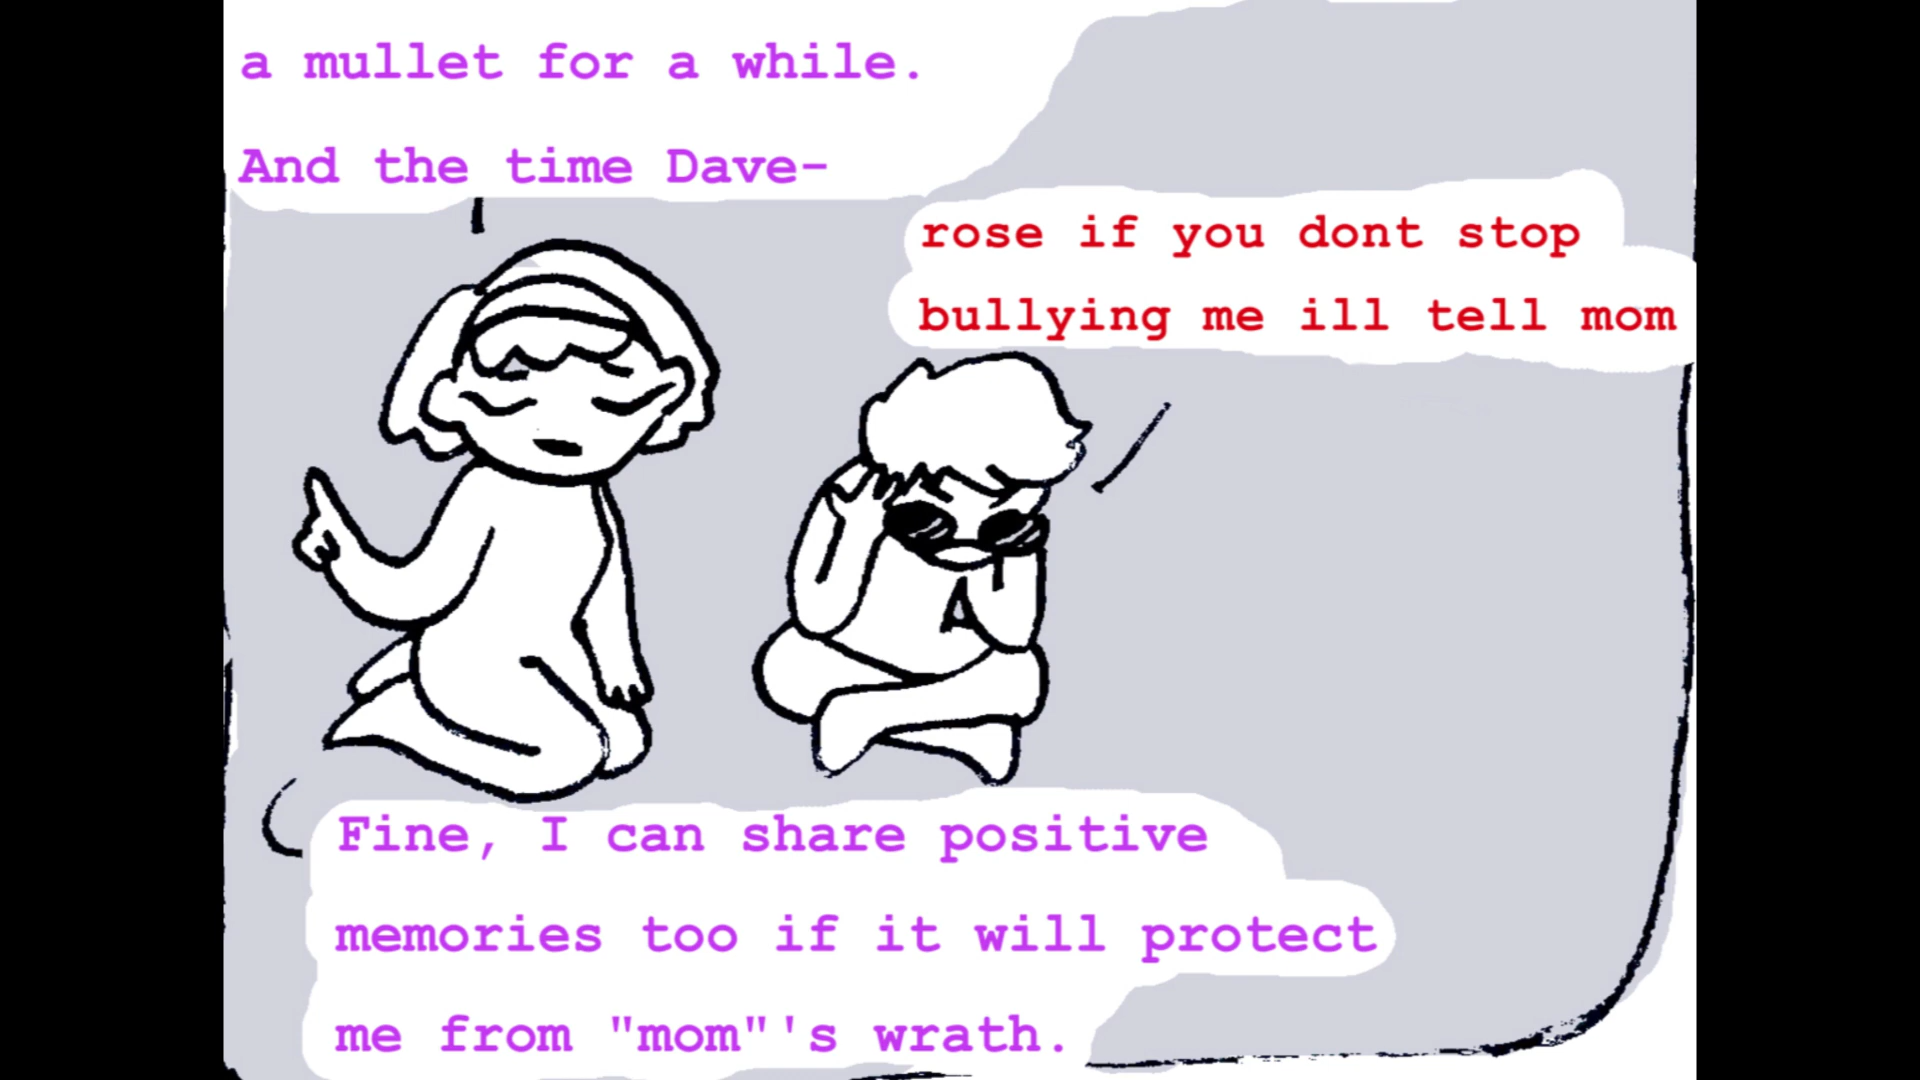 a mullet for a while.
And the time Dave-
rose if you dont stop
bullying me ill tell mom
Fine, I can share positive
memories too if it will protect
me from "mom"'s wrath.